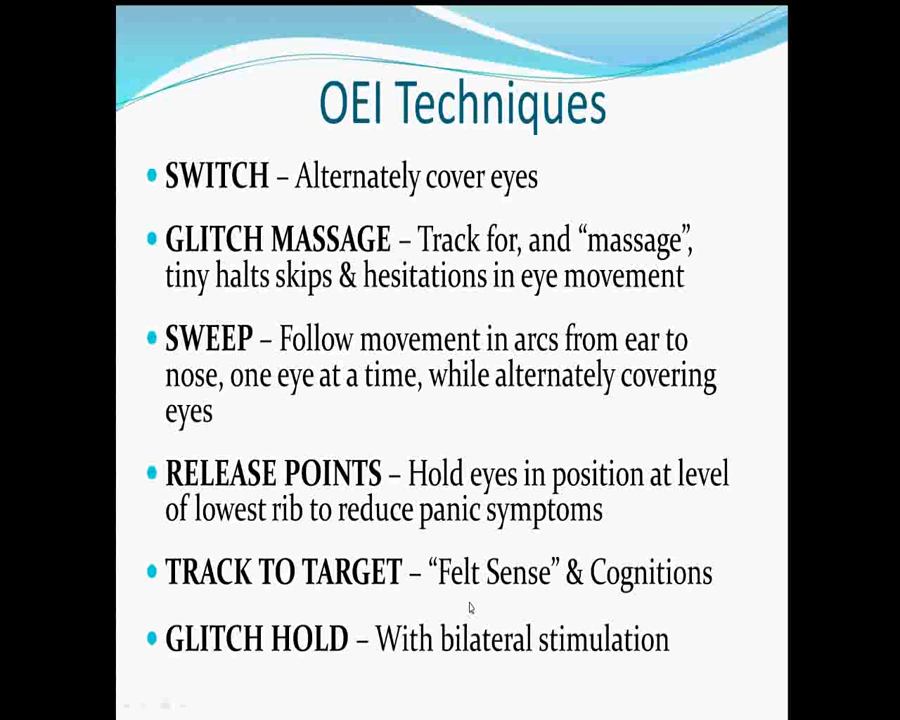 OEI Techniques
• SWITCH – Alternately cover eyes
• GLITCH MASSAGE – Track for, and “massage”,
tiny halts skips & hesitations in eye movement
• SWEEP – Follow movement in arcs from ear to
nose, one eye at a time, while alternately covering
eyes
• RELEASE POINTS – Hold eyes in position at level
of lowest rib to reduce panic symptoms
• TRACK TO TARGET – “Felt Sense” & Cognitions
• GLITCH HOLD – With bilateral stimulation